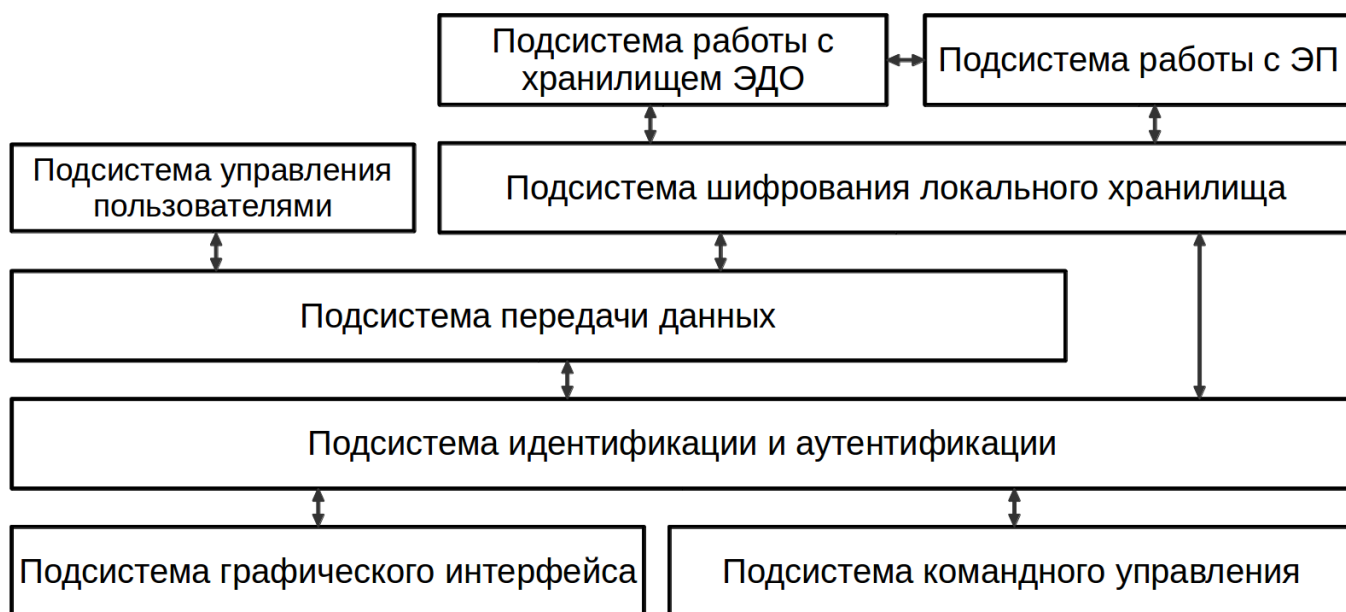 Подсистема работы с
хранилищем ЭДО
Подсистема работы с ЭП
Подсистема управления
пользователями
Подсистема шифрования локального хранилища
Подсистема передачи данных
Подсистема идентификации и аутентификации
Подсистема графического интерфейса
Подсистема командного управления